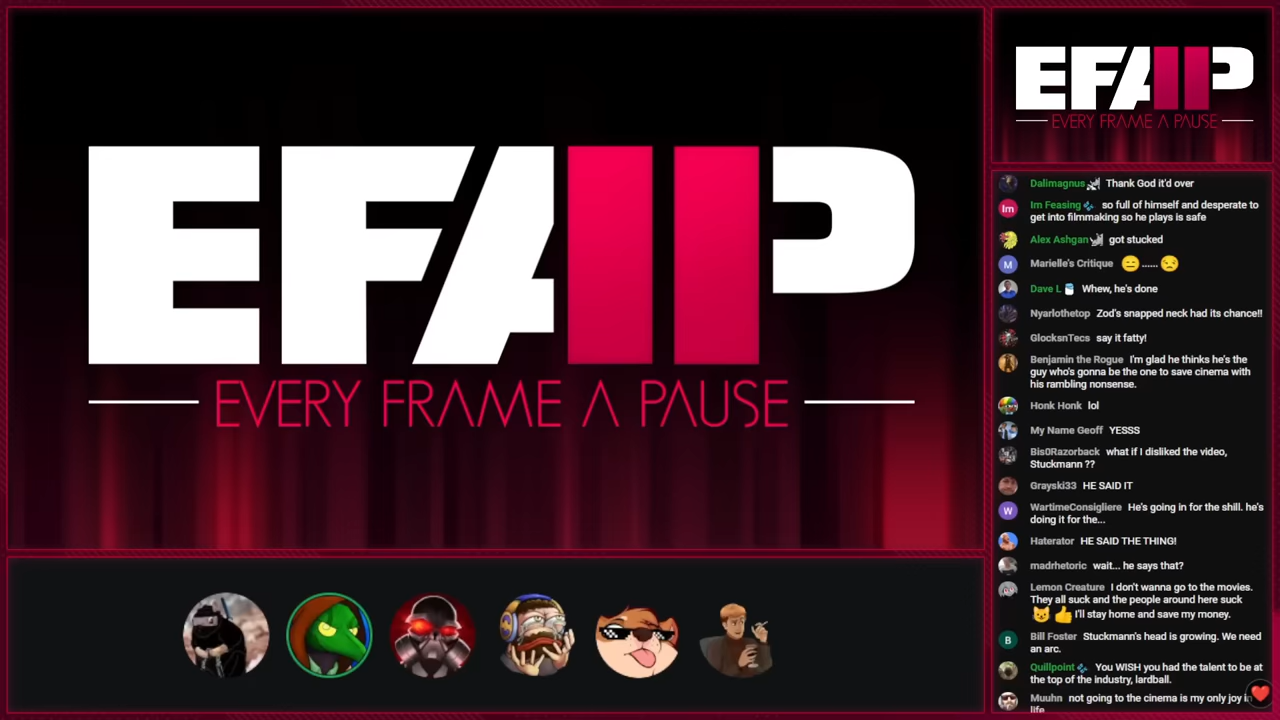 EFAP
EVERY FRAME A PAUSE
EFAP
EVERY FRAME A PAUSE
Dalimagnus Thank God it'd over
Im
Im Feasing so full of himself and desperate to
get into filmmaking so he plays is safe
Alex Ashgan got stucked
M
Marielle's Critique ......
Dave L Whew, he's done
Nyarlothetop Zod's snapped neck had its chance!!
GlocksnTecs say it fatty!
Benjamin the Rogue I'm glad he thinks he's the
guy who's gonna be the one to save cinema with
his rambling nonsense.
Honk Honk lol
My Name Geoff YESSS
Bis0Razorback what if I disliked the video,
Stuckmann ??
Grayski33 HE SAID IT
W
WartimeConsigliere He's going in for the shill. he's
doing it for the...
Haterator HE SAID THE THING!
madrhetoric wait... he says that?
Lemon Creature I don't wanna go to the movies.
They all suck and the people around here suck
I'll stay home and save my money.
B
Bill Foster Stuckmann's head is growing. We need
an arc.
Quillpoint You WISH you had the talent to be at
the top of the industry, lardball.
Muuhn not going to the cinema is my only joy in
life